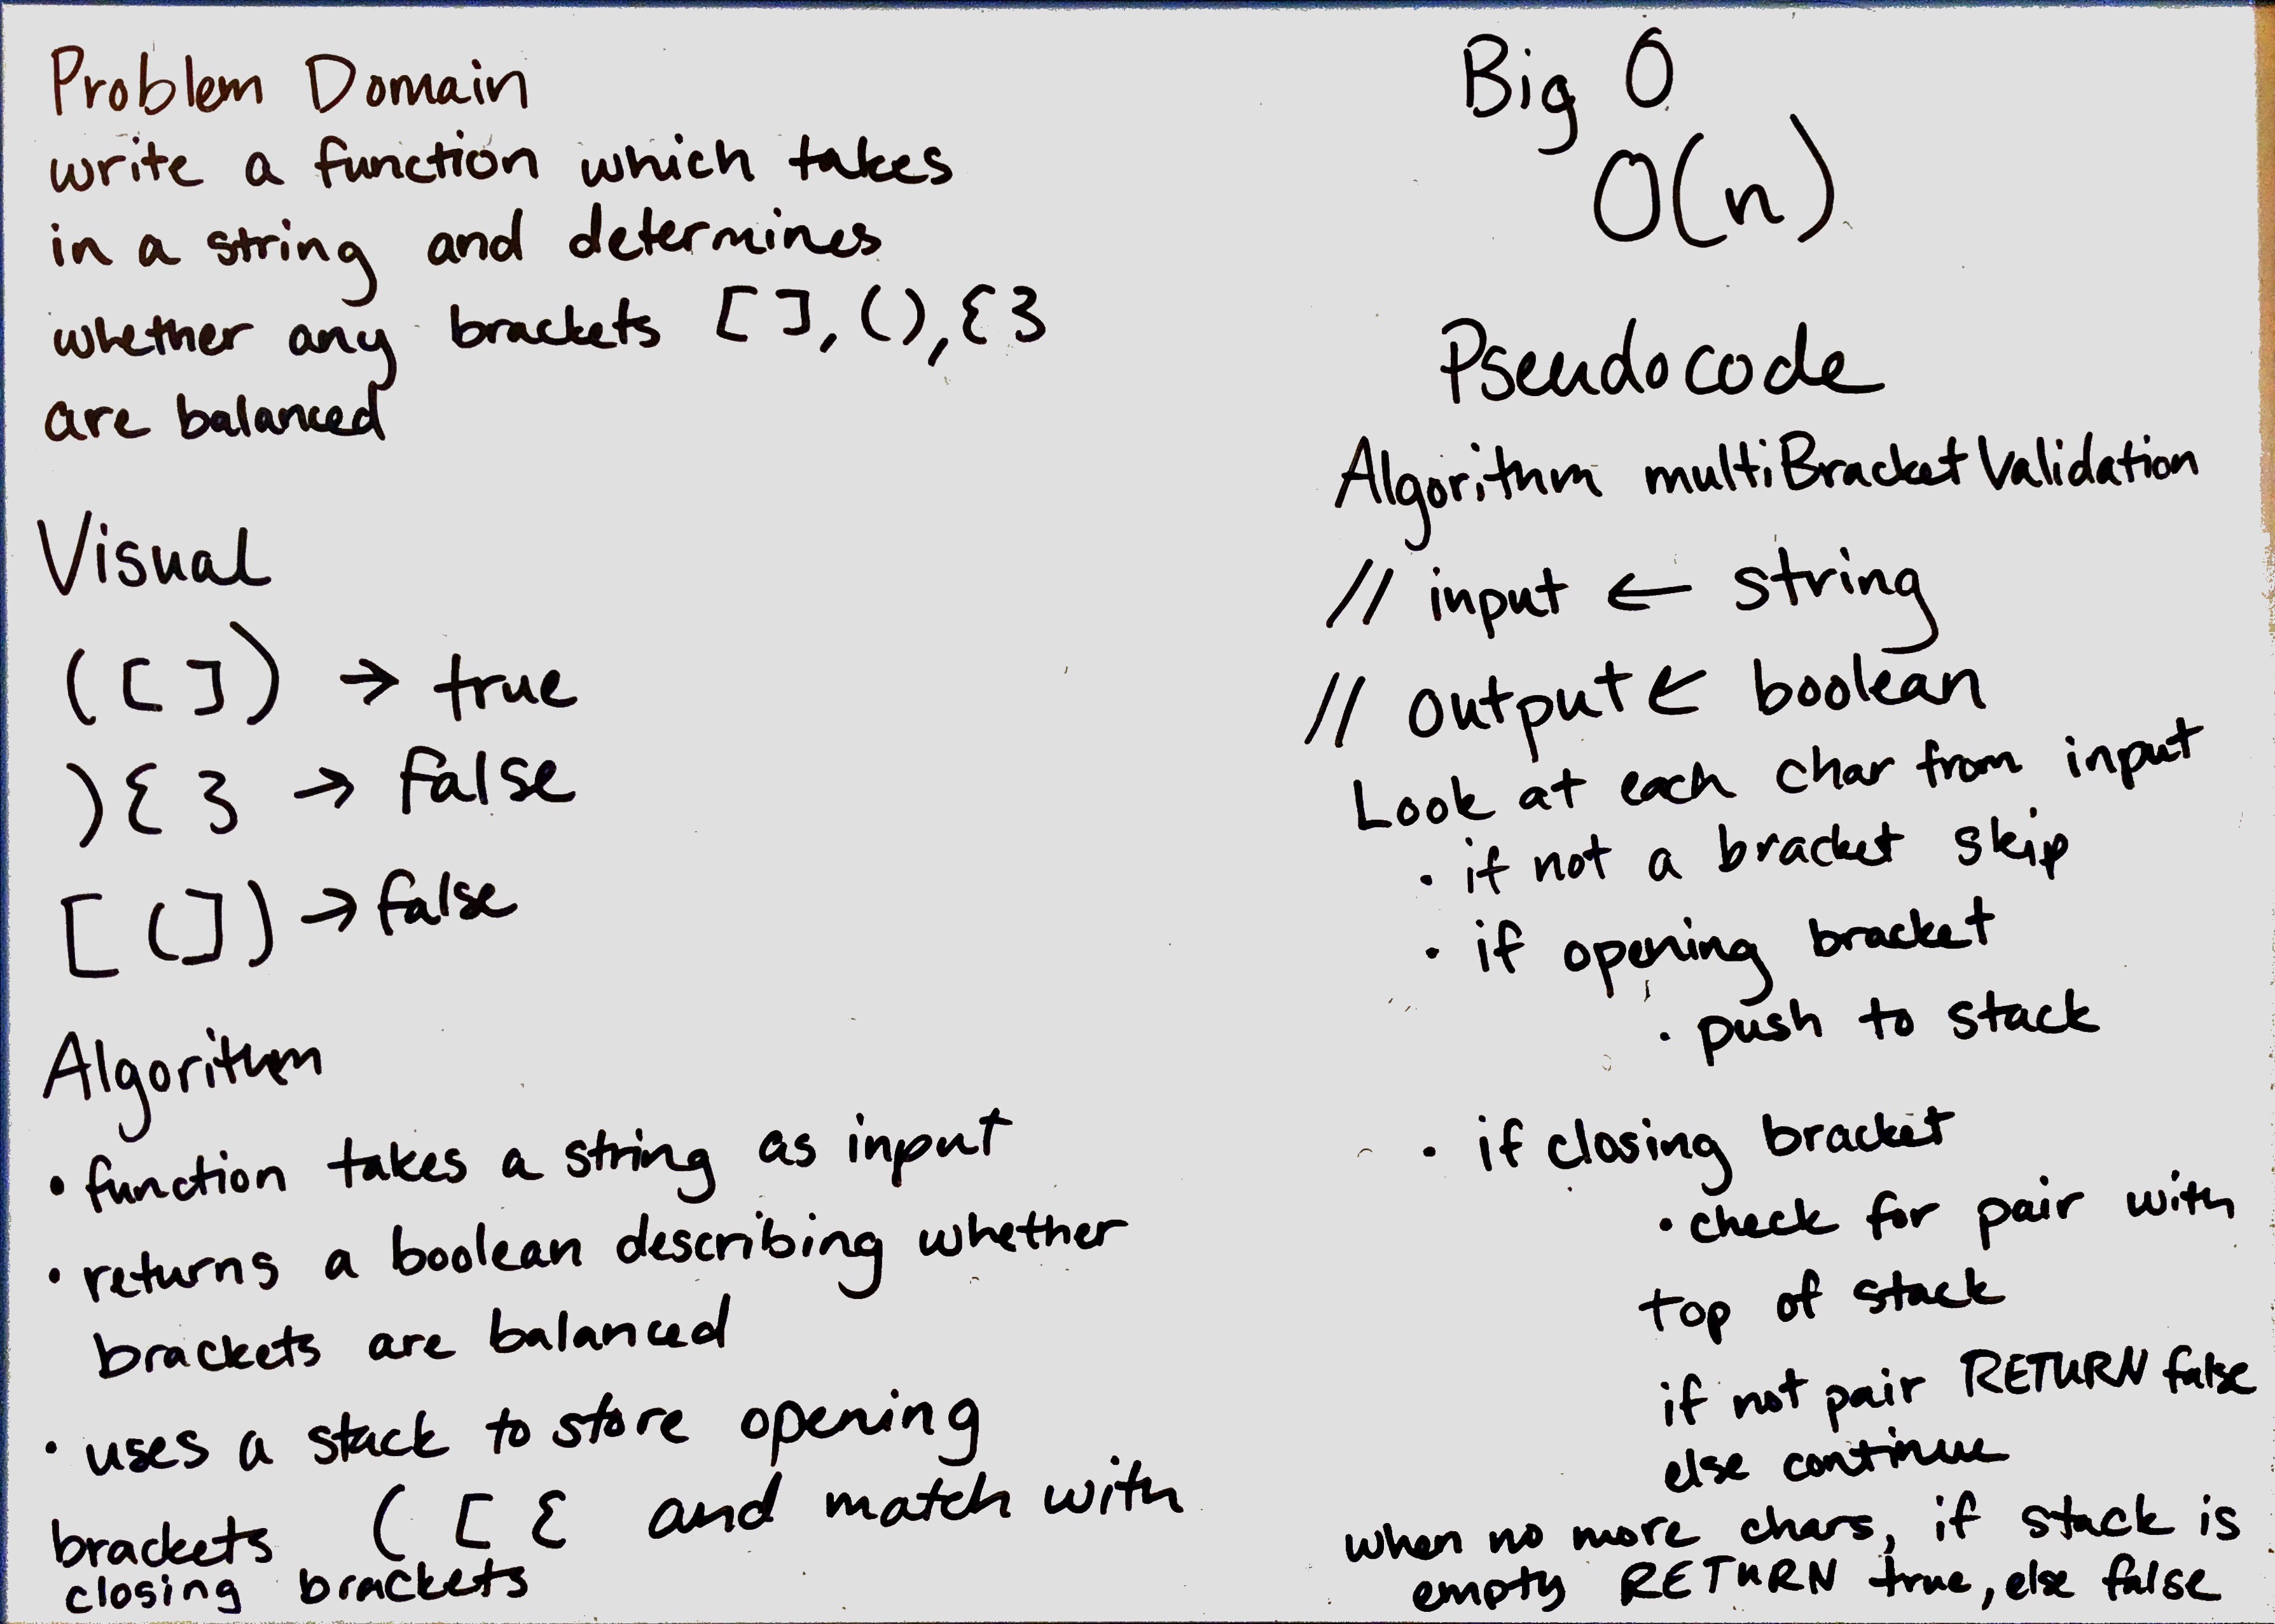 Problem Domain
write a function which takes
in a string and determines
whether any brackets [ ], ( ), { }
are balanced
Visual
( [ ] ) → true
) { } → false
[ ( ] ) → false
Algorithm
• function takes a string as input
• returns a boolean describing whether
brackets are balanced
• uses a stack to store opening
brackets ( [ { and match with
closing brackets
Big O
O(n)
Pseudocode
Algorithm multiBracketValidation
// input ← string
// output ← boolean
Look at each char from input
• if not a bracket skip
• if opening bracket
• push to stack
• if closing bracket
• check for pair with
top of stack
if not pair RETURN false
else continue
when no more chars, if stack is
empty RETURN true, else false